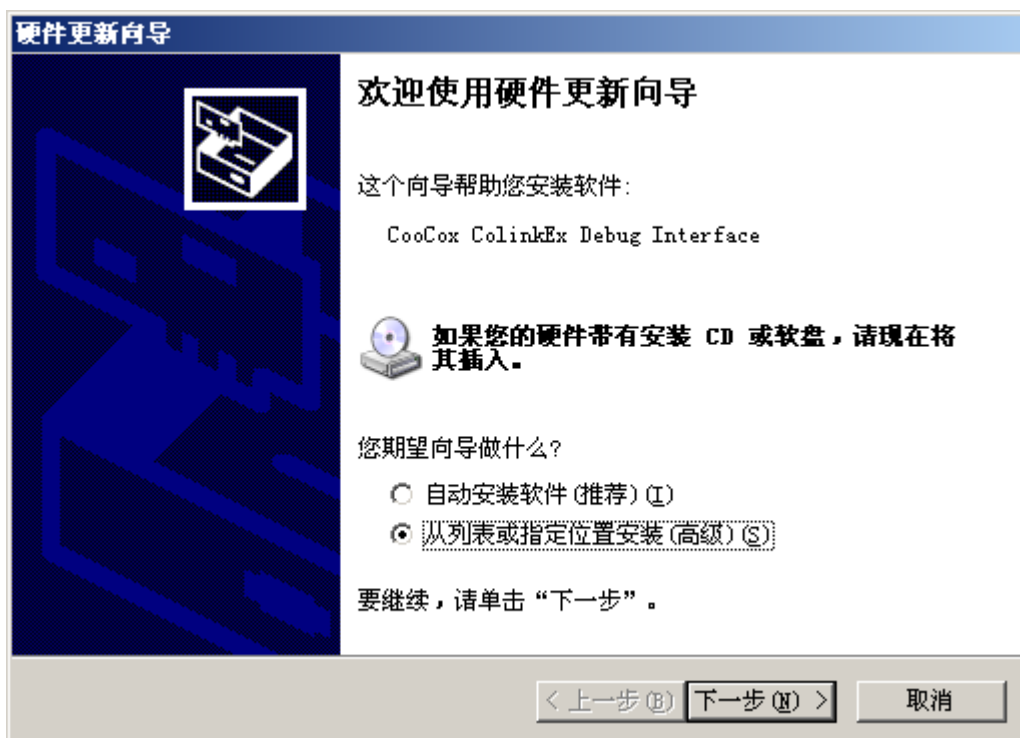 硬件更新向导
欢迎使用硬件更新向导
这个向导帮助您安装软件:
CooCox ColinkEx Debug Interface
如果您的硬件带有安装 CD 或软盘，请现在将
其插入。
您期望向导做什么?
自动安装软件(推荐)(I)
从列表或指定位置安装(高级)(S)
要继续，请单击“下一步”。
< 上一步(B) 下一步(N) > 取消